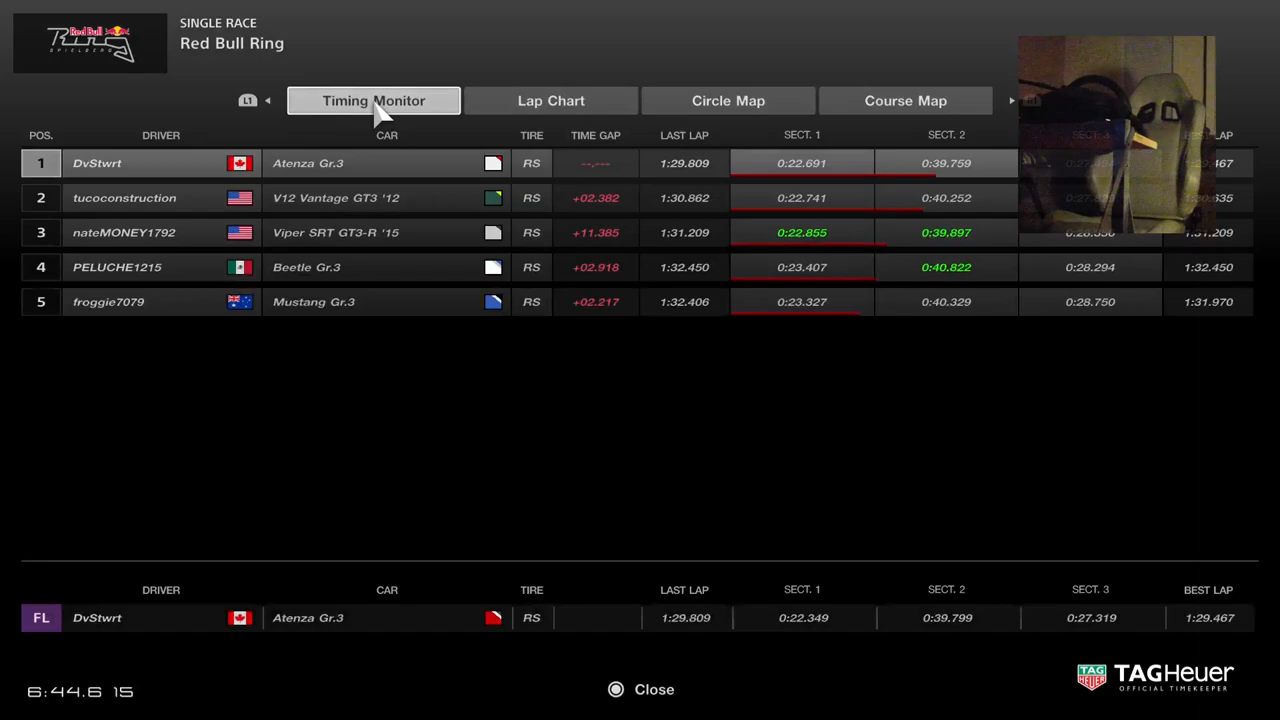 Red Bull
Ring
SPIELBERG
SINGLE RACE
Red Bull Ring
L1 Timing Monitor Lap Chart Circle Map Course Map
POS. DRIVER CAR TIRE TIME GAP LAST LAP SECT. 1 SECT. 2 LAP
1 DvStwrt Atenza Gr.3 RS --.--- 1:29.809 0:22.691 0:39.759 467
2 tucoconstruction V12 Vantage GT3 '12 RS +02.382 1:30.862 0:22.741 0:40.252
3 nateMONEY1792 Viper SRT GT3-R '15 RS +11.385 1:31.209 0:22.855 0:39.897 1:31.209
4 PELUCHE1215 Beetle Gr.3 RS +02.918 1:32.450 0:23.407 0:40.822 0:28.294 1:32.450
5 froggie7079 Mustang Gr.3 RS +02.217 1:32.406 0:23.327 0:40.329 0:28.750 1:31.970
DRIVER CAR TIRE LAST LAP SECT. 1 SECT. 2 SECT. 3 BEST LAP
FL DvStwrt Atenza Gr.3 RS 1:29.809 0:22.349 0:39.799 0:27.319 1:29.467
6:44.6 15
Close
TAG HEUER TAGHeuer
OFFICIAL TIMEKEEPER